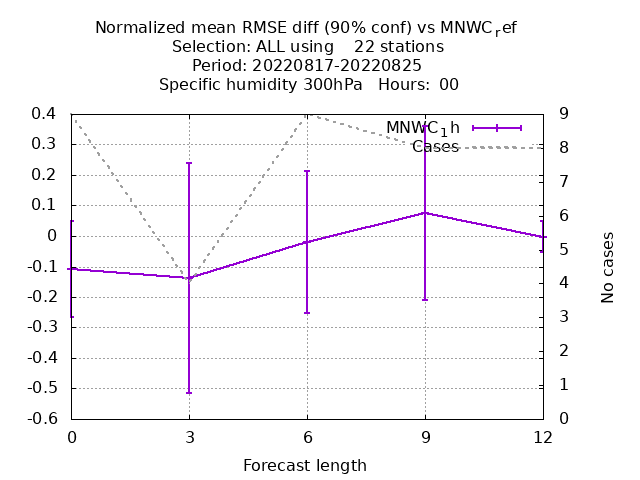 Normalized mean RMSE diff (90% conf) vs MNWC_ref
Selection: ALL using 22 stations
Period: 20220817-20220825
Specific humidity 300hPa Hours: 00
MNWC_1h
Cases
0.4
0.3
0.2
0.1
0
-0.1
-0.2
-0.3
-0.4
-0.5
-0.6
9
8
7
6
5
4
3
2
1
0
No cases
0 3 6 9 12
Forecast length